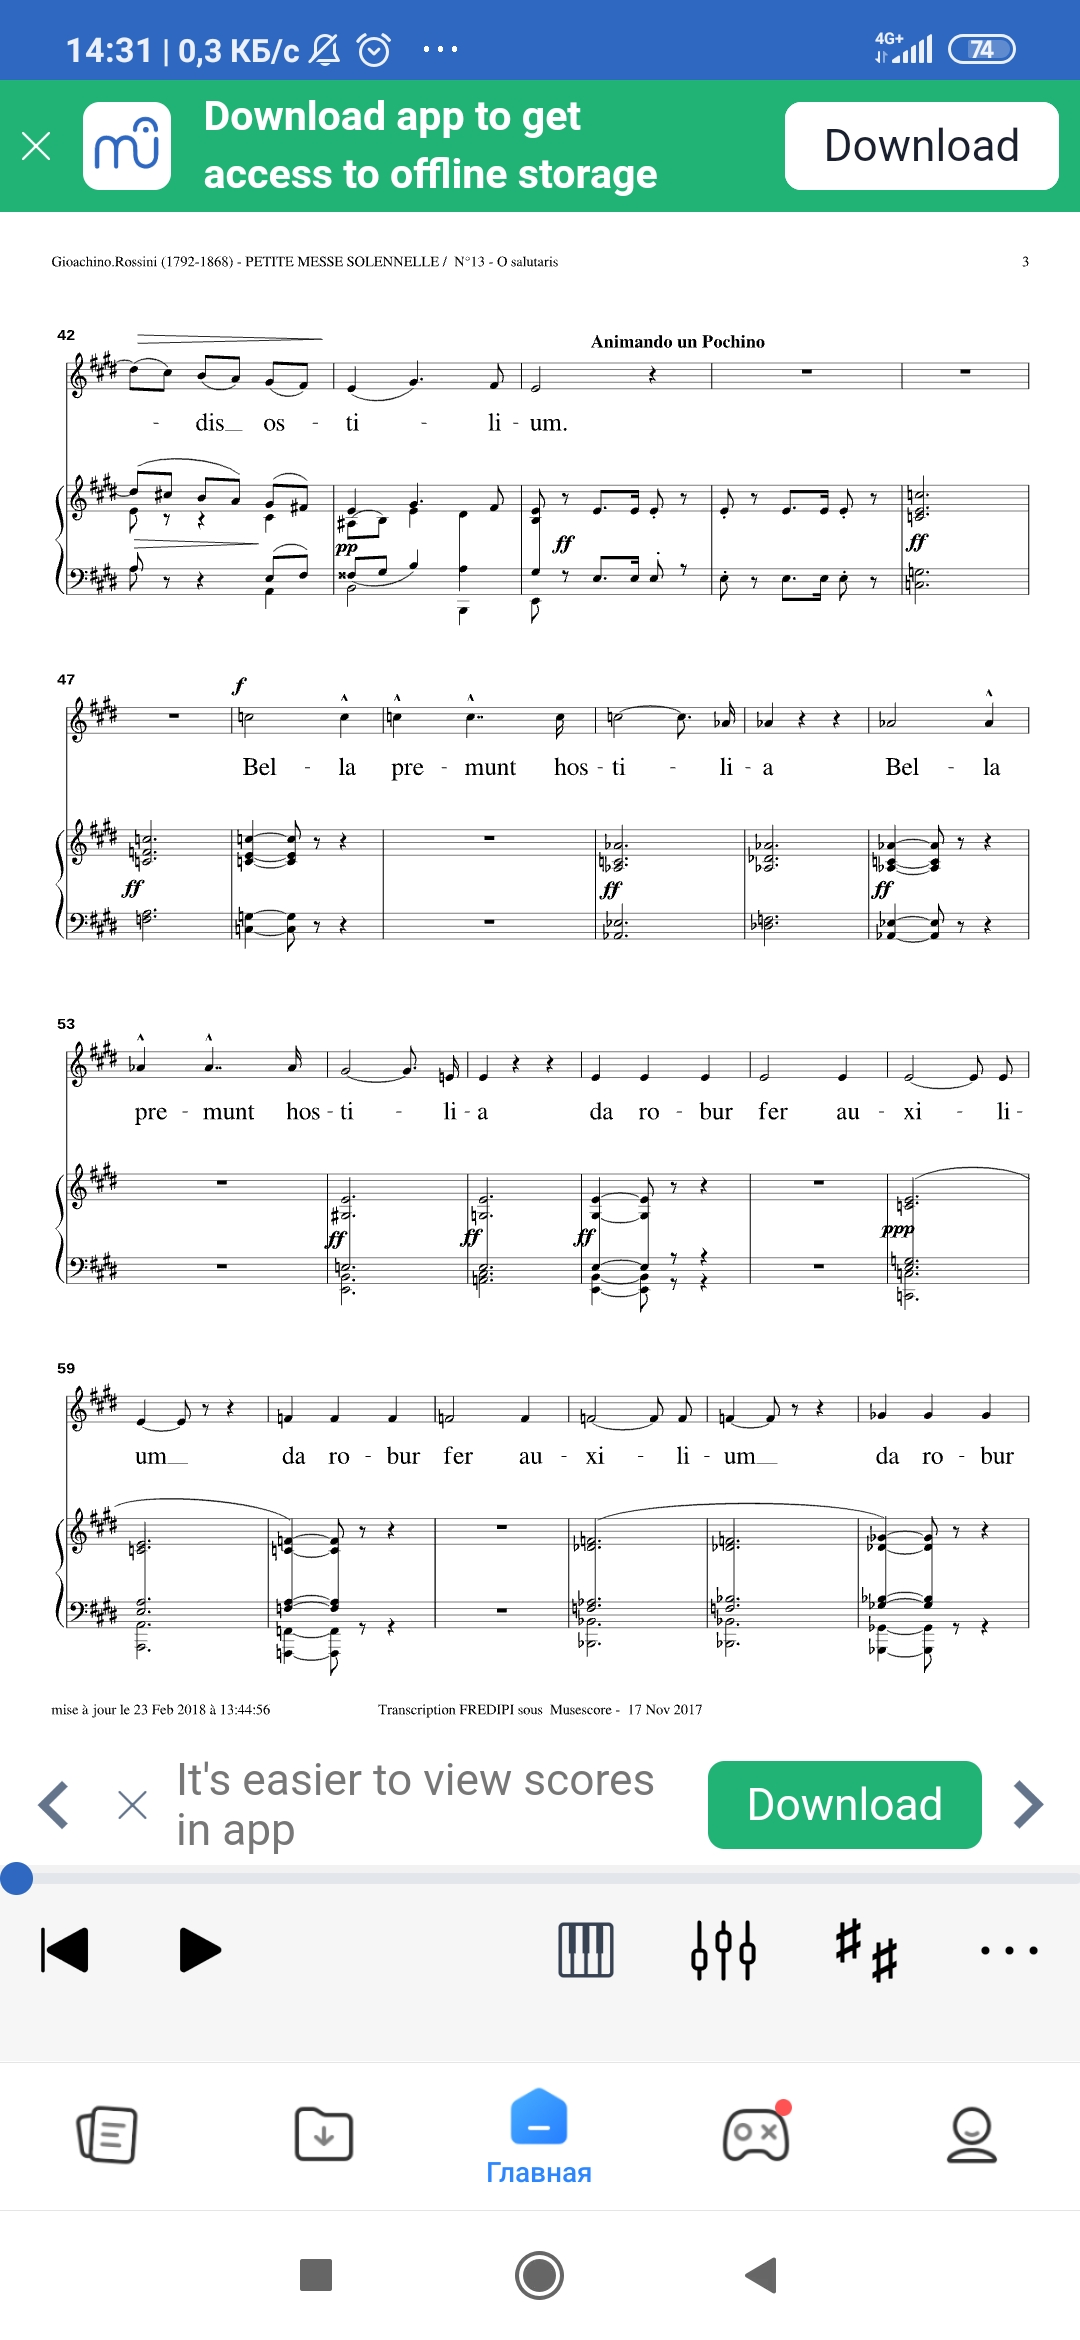 14:31 | 0,3 КБ/с ... 4G+ 74
Download app to get
access to offline storage
Download
Gioachino.Rossini (1792-1868) - PETITE MESSE SOLENNELLE / N°13 - O salutaris 3
42
Animando un Pochino
- dis_ os - ti - li - um.
pp ff ff
47
f
Bel - la pre - munt hos - ti - li - a Bel - la
ff ff ff
53
pre - munt hos - ti - li - a da ro - bur fer au - xi - li -
ff ff ff ppp
59
um_ da ro - bur fer au - xi - li - um_ da ro - bur
mise à jour le 23 Feb 2018 à 13:44:56 Transcription FREDIPI sous Musescore - 17 Nov 2017
It's easier to view scores
in app
Download
Главная